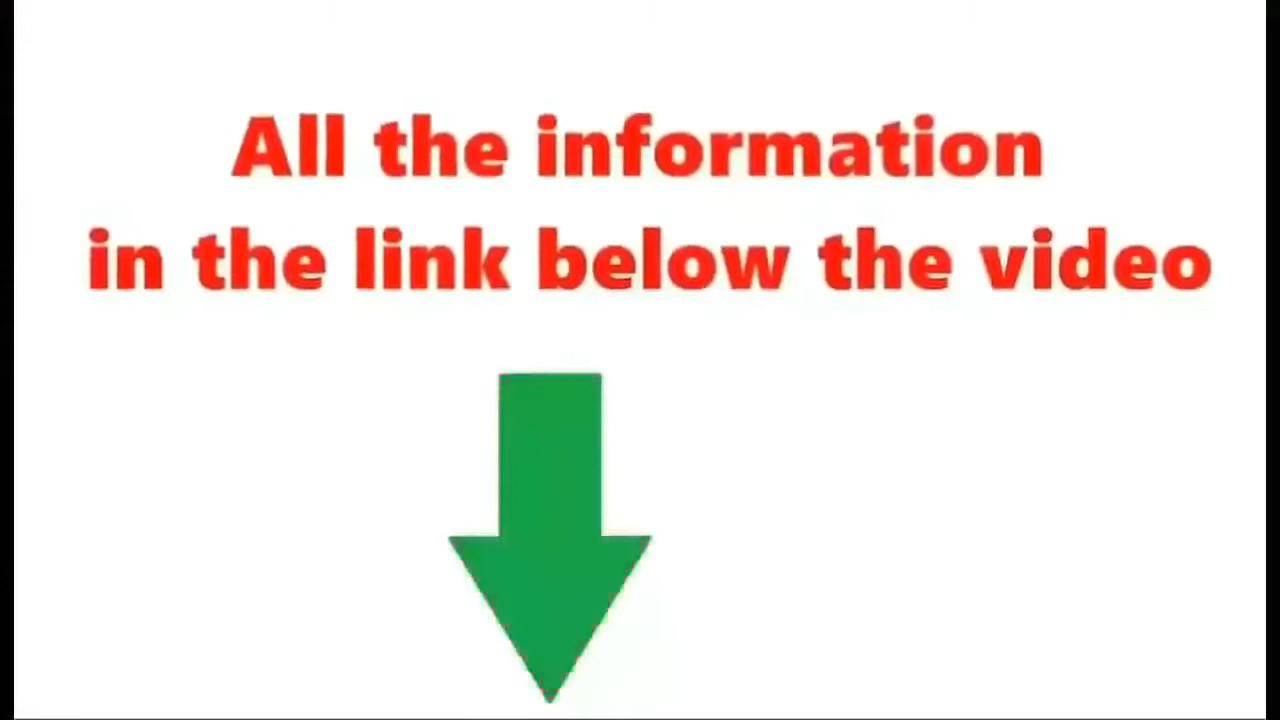 All the information
in the link below the video